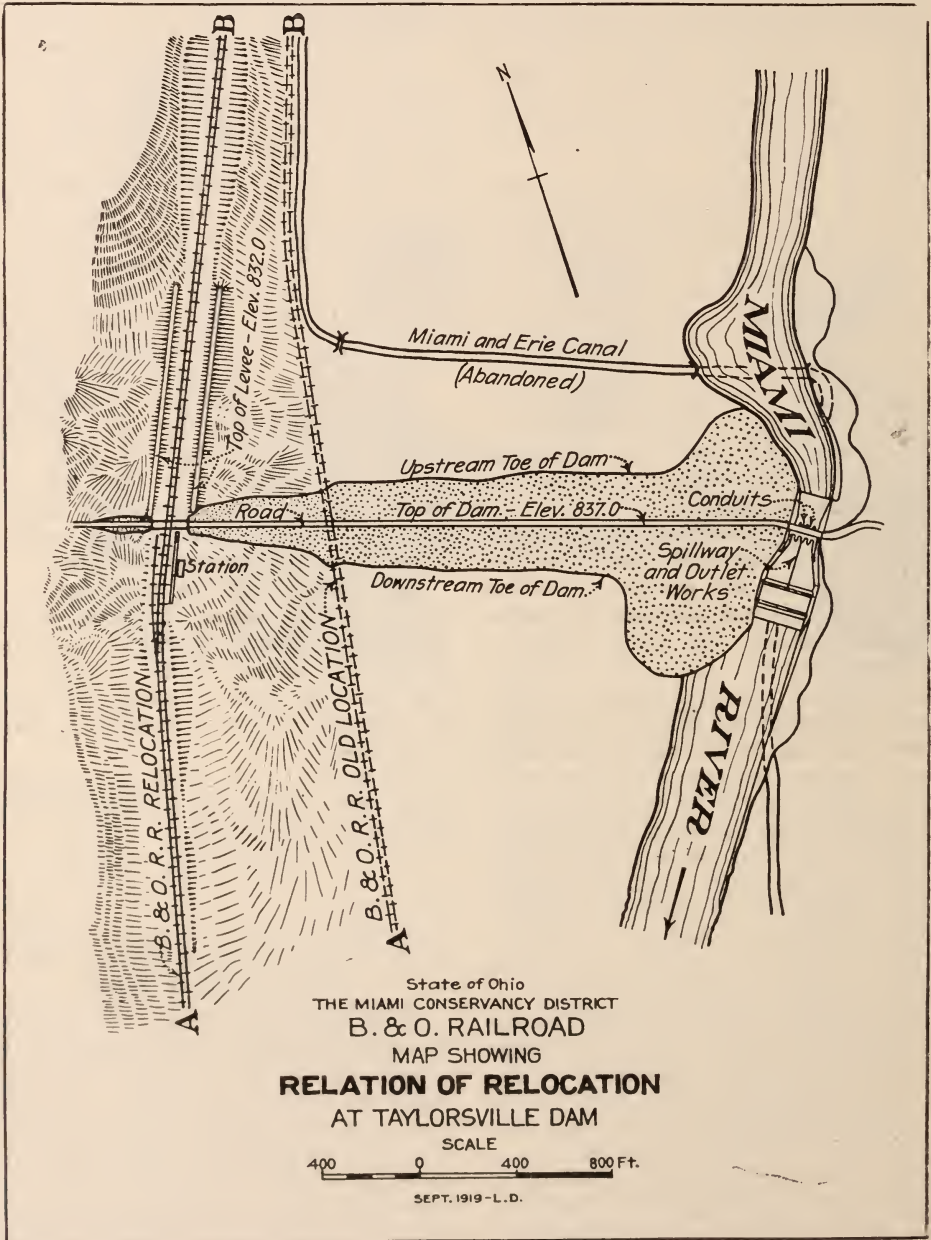 B
B
N
Top of Levee - Elev. 832.0
Miami and Erie Canal
(Abandoned)
MIAMI
Upstream Toe of Dam
Road
Top of Dam. - Elev. 837.0
Conduits
Station
Spillway
and Outlet
Works
Downstream Toe of Dam.
B. & O. R. R. RELOCATION
B. & O. R. R. OLD LOCATION
RIVER
A
A
State of Ohio
THE MIAMI CONSERVANCY DISTRICT
B. & O. RAILROAD
MAP SHOWING
RELATION OF RELOCATION
AT TAYLORSVILLE DAM
SCALE
400 0 400 800 Ft.
SEPT. 1919 - L.D.